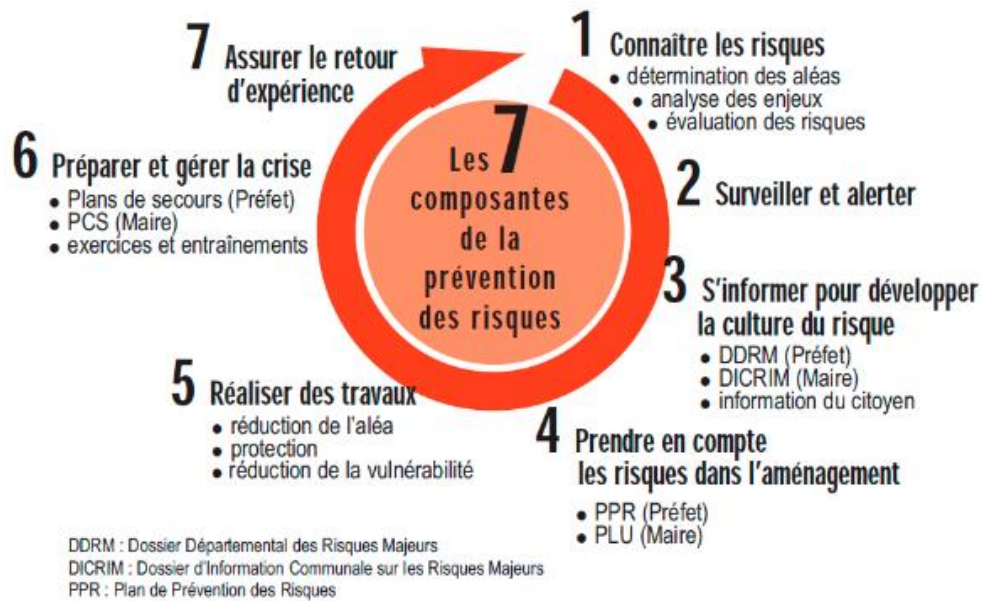 Les 7
composantes
de la
prévention
des risques
1 Connaître les risques
• détermination des aléas
• analyse des enjeux
• évaluation des risques
2 Surveiller et alerter
3 S'informer pour développer
la culture du risque
• DDRM (Préfet)
• DICRIM (Maire)
• information du citoyen
4 Prendre en compte
les risques dans l'aménagement
• PPR (Préfet)
• PLU (Maire)
5 Réaliser des travaux
• réduction de l'aléa
• protection
• réduction de la vulnérabilité
6 Préparer et gérer la crise
• Plans de secours (Préfet)
• PCS (Maire)
• exercices et entraînements
7 Assurer le retour
d'expérience
DDRM : Dossier Départemental des Risques Majeurs
DICRIM : Dossier d'Information Communale sur les Risques Majeurs
PPR : Plan de Prévention des Risques